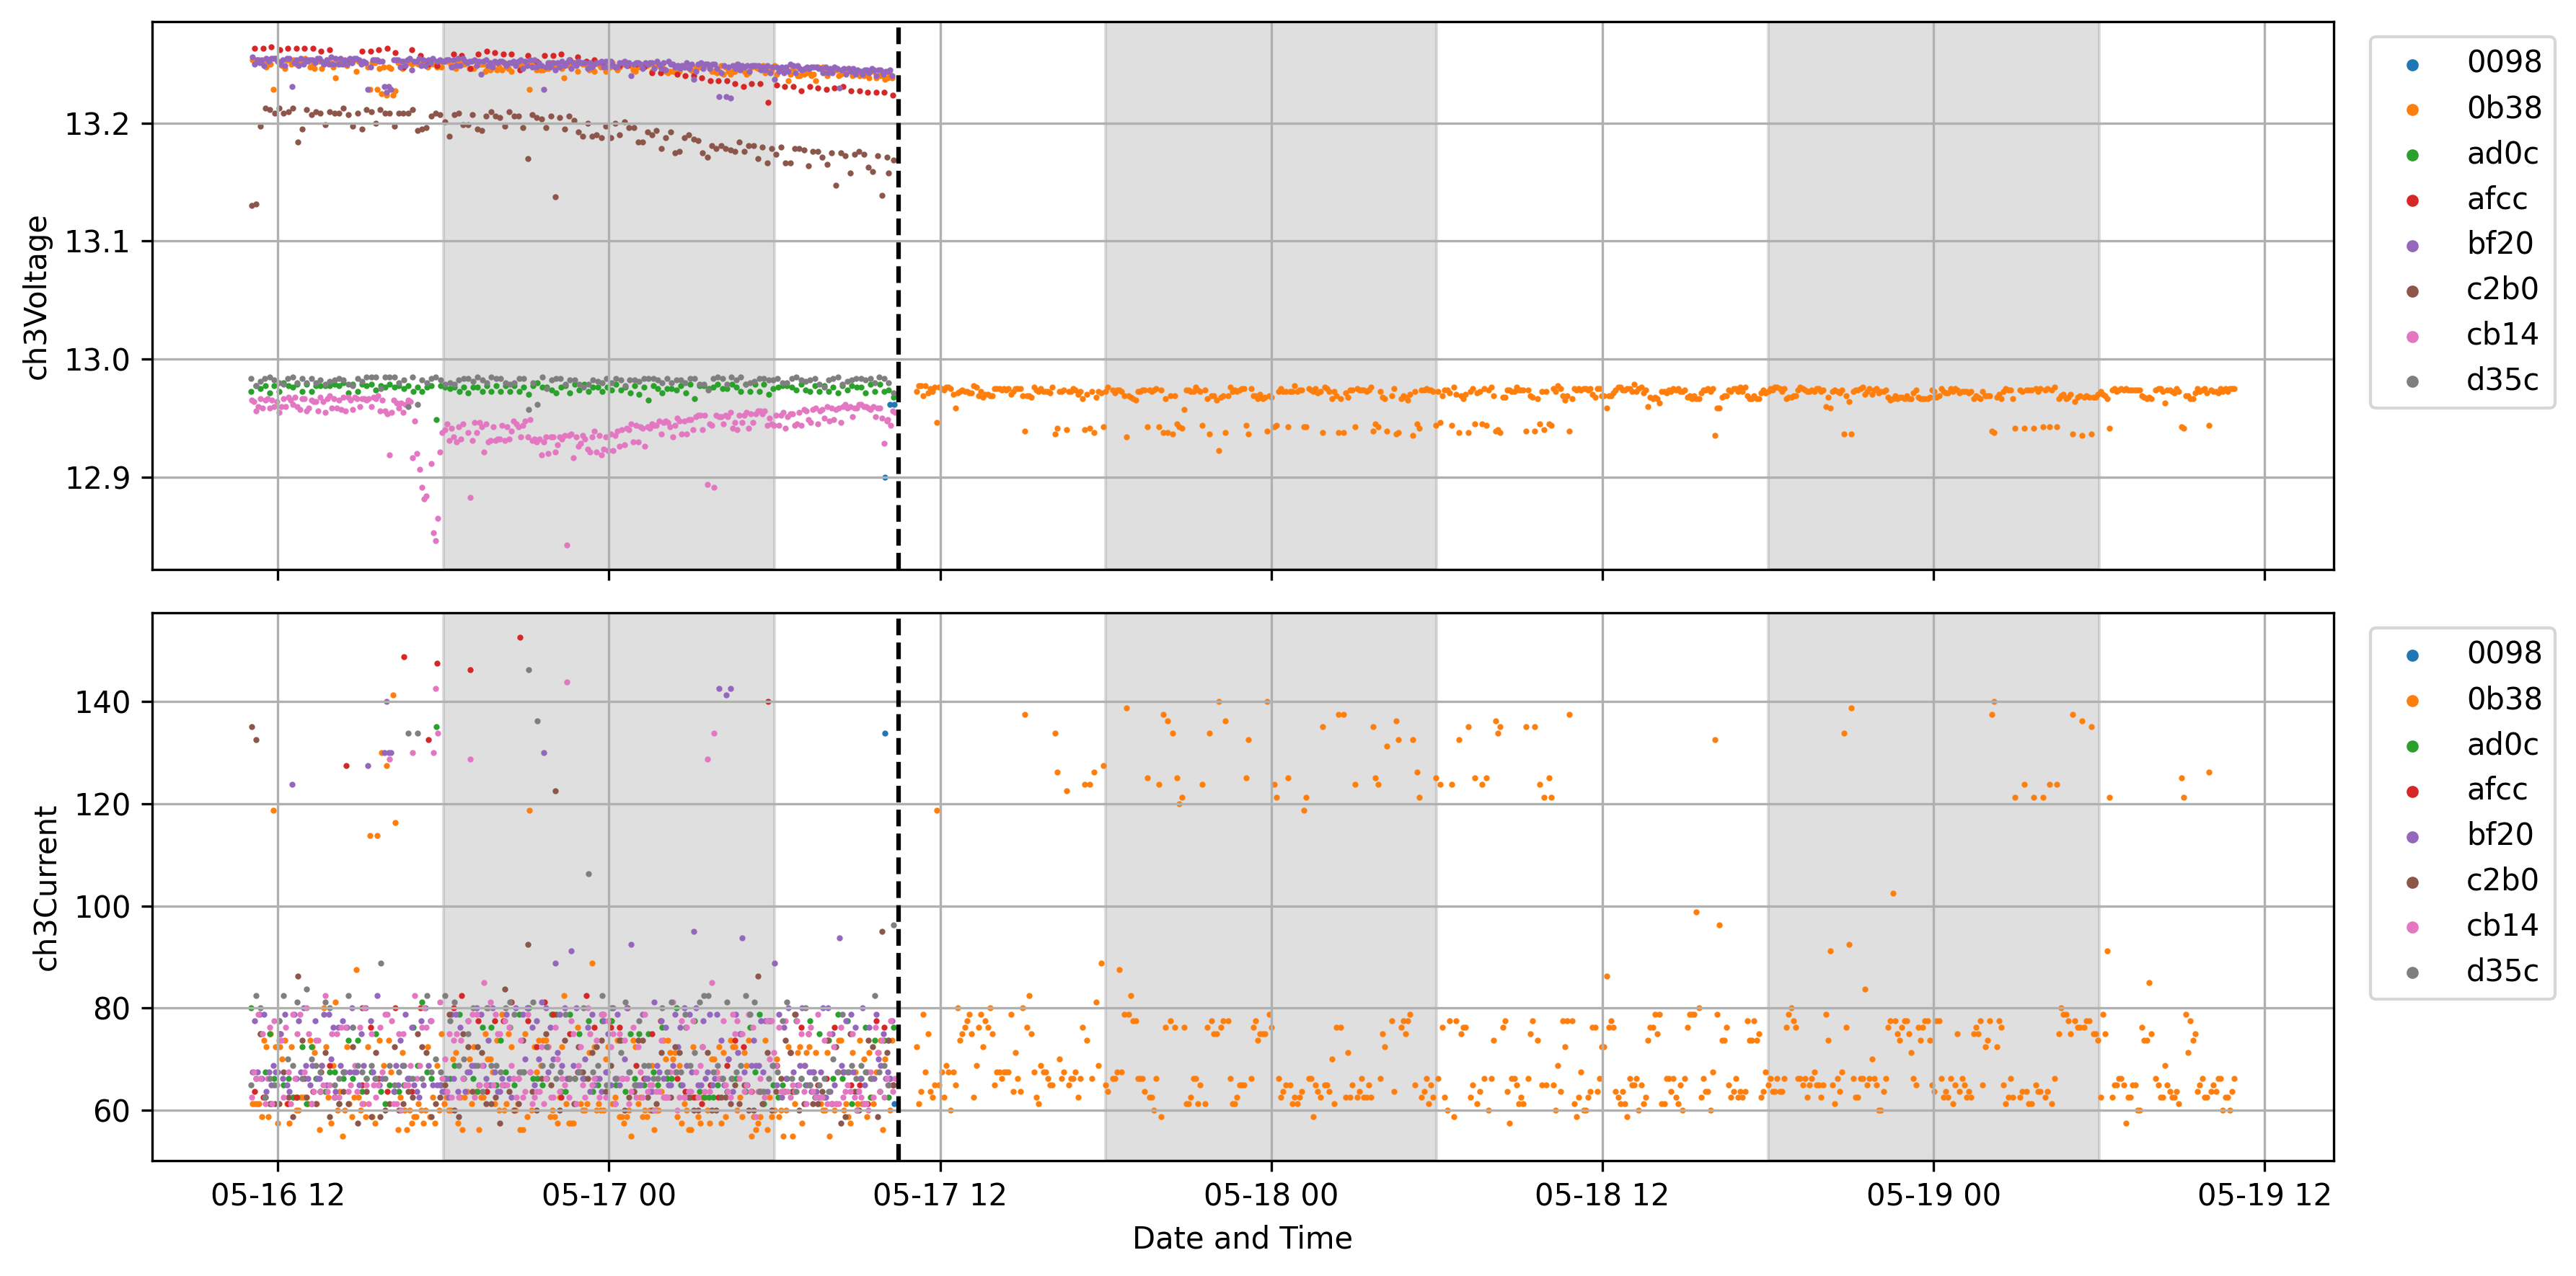 ch3Voltage
13.2
13.1
13.0
12.9
0098
0b38
ad0c
afcc
bf20
c2b0
cb14
d35c
ch3Current
140
120
100
80
60
0098
0b38
ad0c
afcc
bf20
c2b0
cb14
d35c
05-16 12 05-17 00 05-17 12 05-18 00 05-18 12 05-19 00 05-19 12
Date and Time